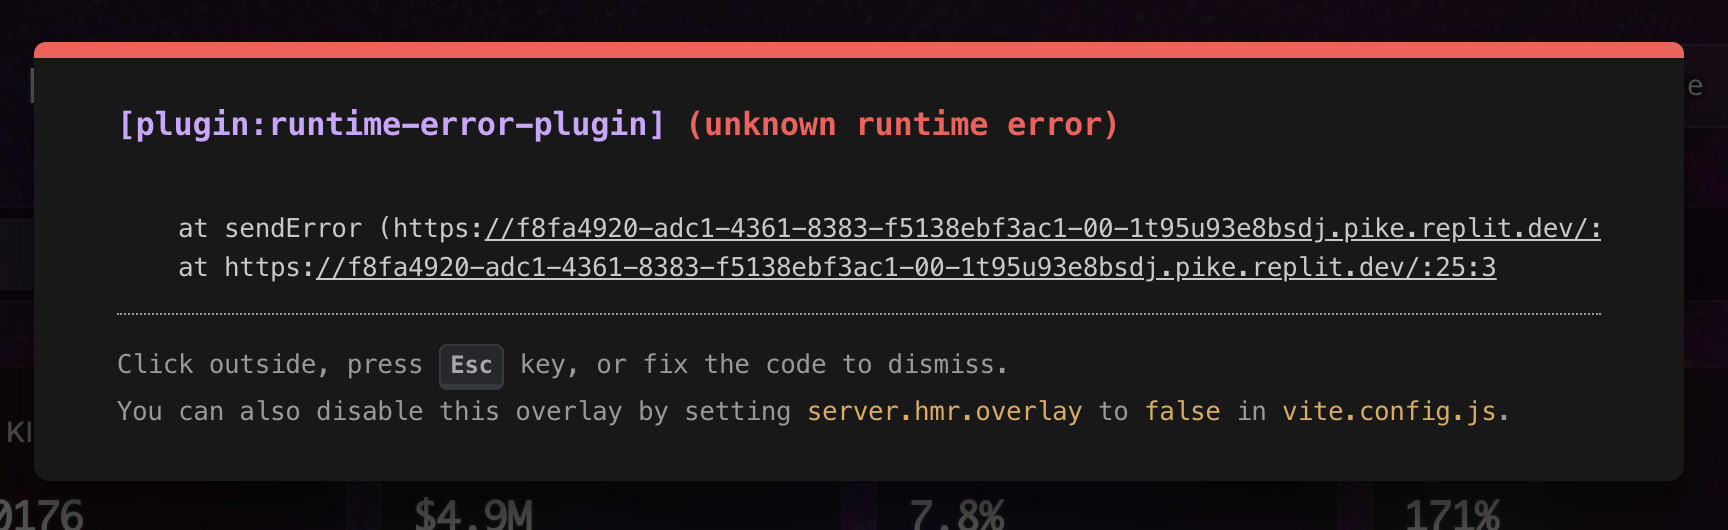 [plugin:runtime-error-plugin] (unknown runtime error)
e
at sendError (https://f8fa4920-adc1-4361-8383-f5138ebf3ac1-00-1t95u93e8bsdj.pike.replit.dev/:
at https://f8fa4920-adc1-4361-8383-f5138ebf3ac1-00-1t95u93e8bsdj.pike.replit.dev/:25:3
Click outside, press Esc key, or fix the code to dismiss.
You can also disable this overlay by setting server.hmr.overlay to false in vite.config.js.
KI
0176 $4.9M 7.8% 171%